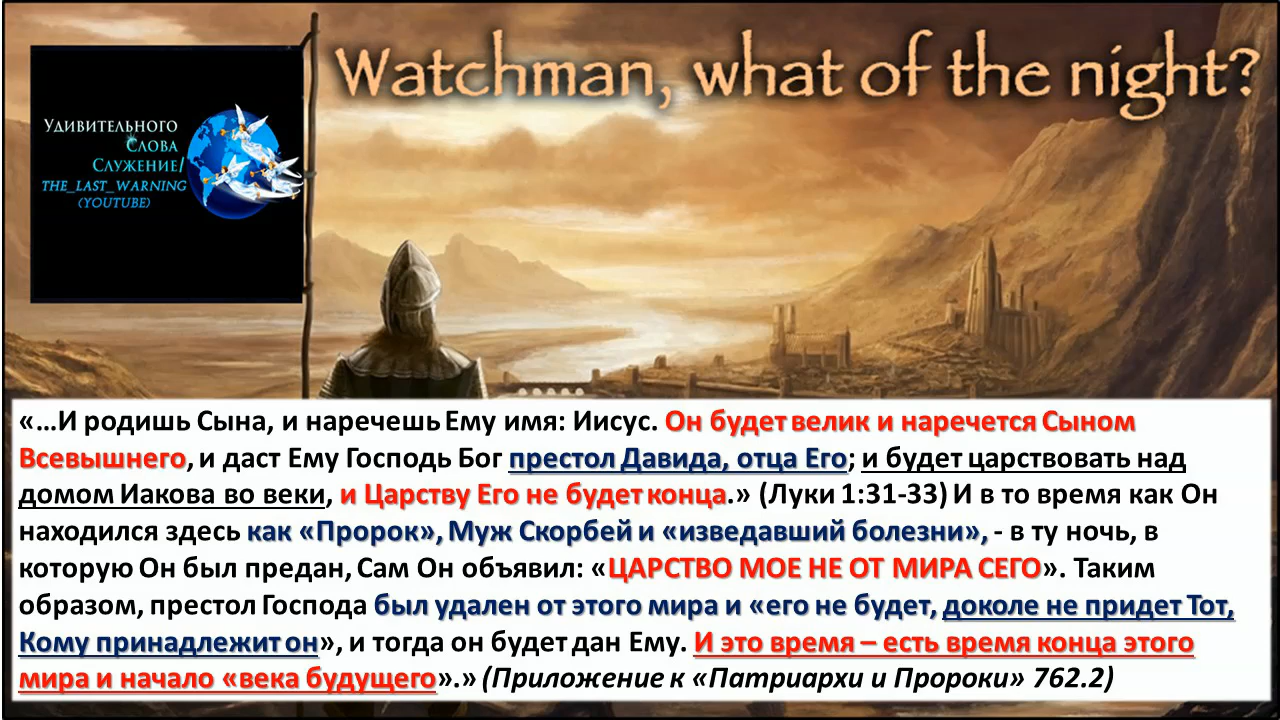 Watchman, what of the night?
Удивительного
Слова
Служение/
THE_LAST_WARNING
(YOUTUBE)
«…И родишь Сына, и наречешь Ему имя: Иисус. Он будет велик и наречется Сыном
Всевышнего, и даст Ему Господь Бог престол Давида, отца Его; и будет царствовать над
домом Иакова во веки, и Царству Его не будет конца.» (Луки 1:31-33) И в то время как Он
находился здесь как «Пророк», Муж Скорбей и «изведавший болезни», - в ту ночь, в
которую Он был предан, Сам Он объявил: «ЦАРСТВО МОЕ НЕ ОТ МИРА СЕГО». Таким
образом, престол Господа был удален от этого мира и «его не будет, доколе не придет Тот,
Кому принадлежит он», и тогда он будет дан Ему. И это время – есть время конца этого
мира и начало «века будущего».» (Приложение к «Патриархи и Пророки» 762.2)